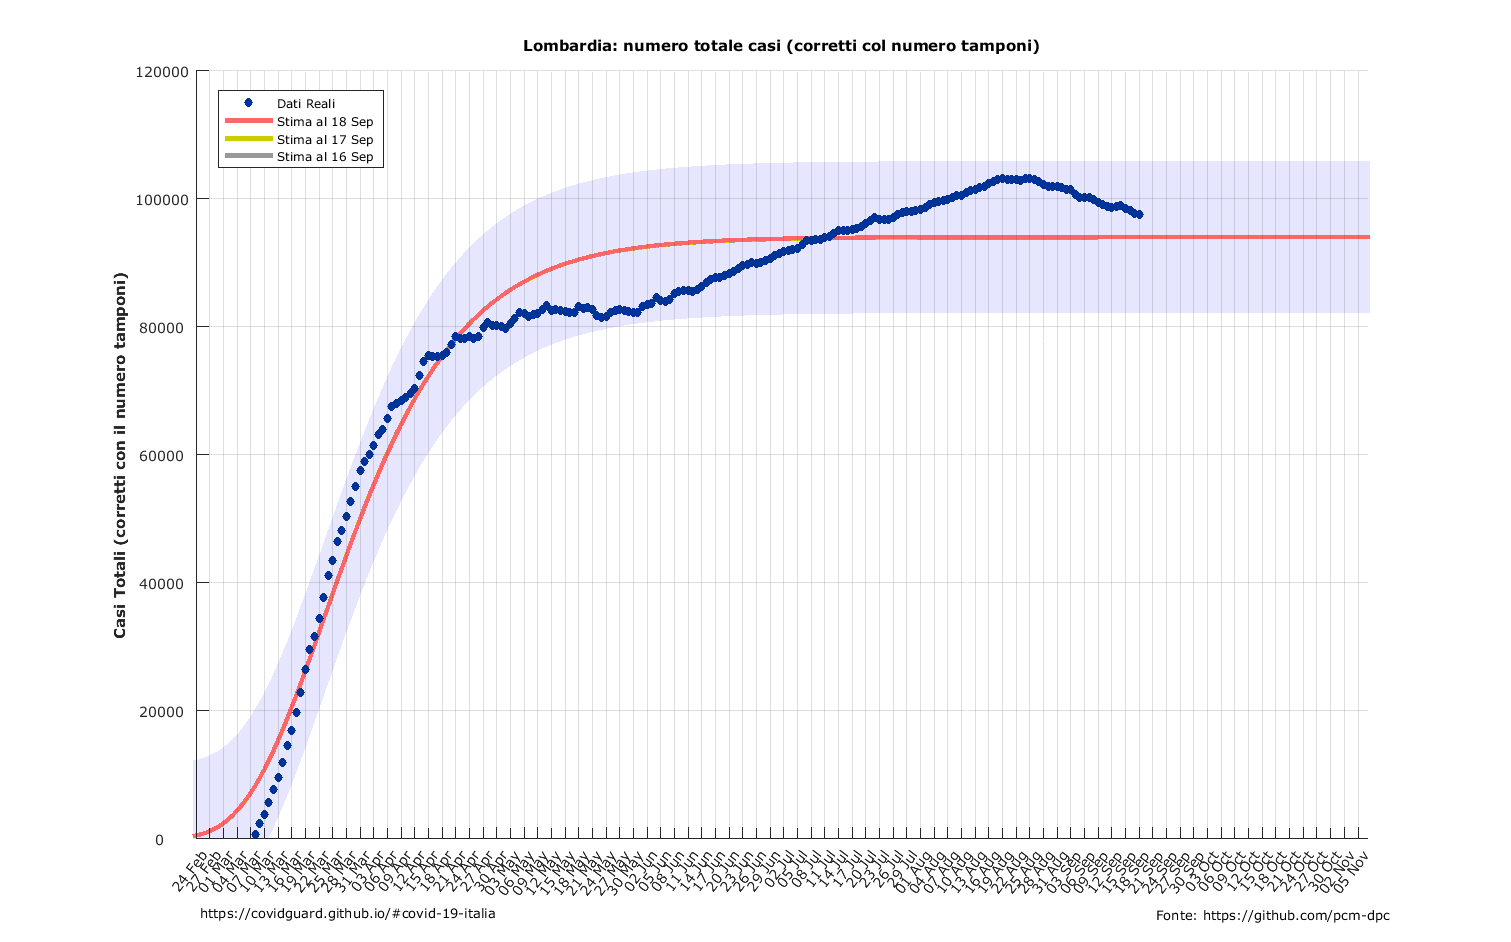 Lombardia: numero totale casi (corretti col numero tamponi)
120000
100000
80000
60000
40000
20000
0
Casi Totali (corretti con il numero tamponi)
Dati Reali
Stima al 18 Sep
Stima al 17 Sep
Stima al 16 Sep
24 Feb
27 Feb
01 Mar
04 Mar
07 Mar
10 Mar
13 Mar
16 Mar
19 Mar
22 Mar
25 Mar
28 Mar
31 Mar
03 Apr
06 Apr
09 Apr
12 Apr
15 Apr
18 Apr
21 Apr
24 Apr
27 Apr
30 Apr
03 May
06 May
09 May
12 May
15 May
18 May
21 May
24 May
27 May
30 May
02 Jun
05 Jun
08 Jun
11 Jun
14 Jun
17 Jun
20 Jun
23 Jun
26 Jun
29 Jun
02 Jul
05 Jul
08 Jul
11 Jul
14 Jul
17 Jul
20 Jul
23 Jul
26 Jul
29 Jul
01 Aug
04 Aug
07 Aug
10 Aug
13 Aug
16 Aug
19 Aug
22 Aug
25 Aug
28 Aug
31 Aug
03 Sep
06 Sep
09 Sep
12 Sep
15 Sep
18 Sep
21 Sep
24 Sep
27 Sep
30 Sep
03 Oct
06 Oct
09 Oct
12 Oct
15 Oct
18 Oct
21 Oct
24 Oct
27 Oct
30 Oct
02 Nov
05 Nov
https://covidguard.github.io/#covid-19-italia
Fonte: https://github.com/pcm-dpc